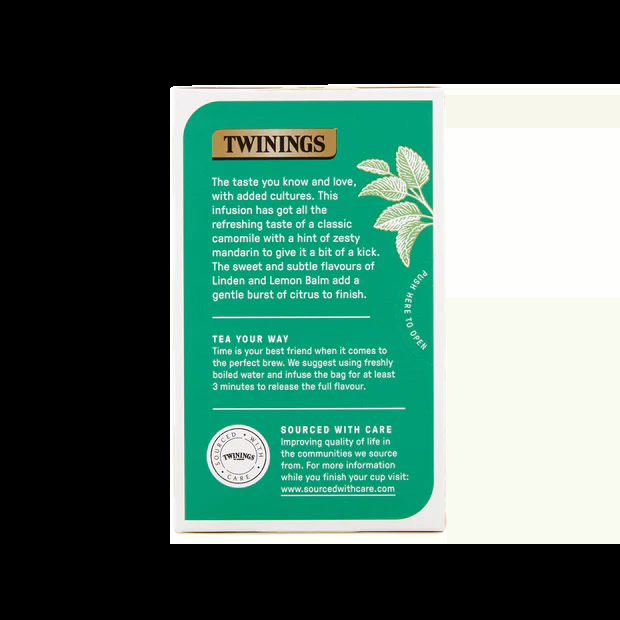 TWININGS
The taste you know and love,
with added cultures. This
infusion has got all the
refreshing taste of a classic
camomile with a hint of zesty
mandarin to give it a bit of a kick.
The sweet and subtle flavours of
Linden and Lemon Balm add a
gentle burst of citrus to finish.
PUSH HERE TO OPEN
TEA YOUR WAY
Time is your best friend when it comes to
the perfect brew. We suggest using freshly
boiled water and infuse the bag for at least
3 minutes to release the full flavour.
SOURCED • WITH • CARE •
TWININGS
SOURCED WITH CARE
Improving quality of life in
the communities we source
from. For more information
while you finish your cup visit:
www.sourcedwithcare.com